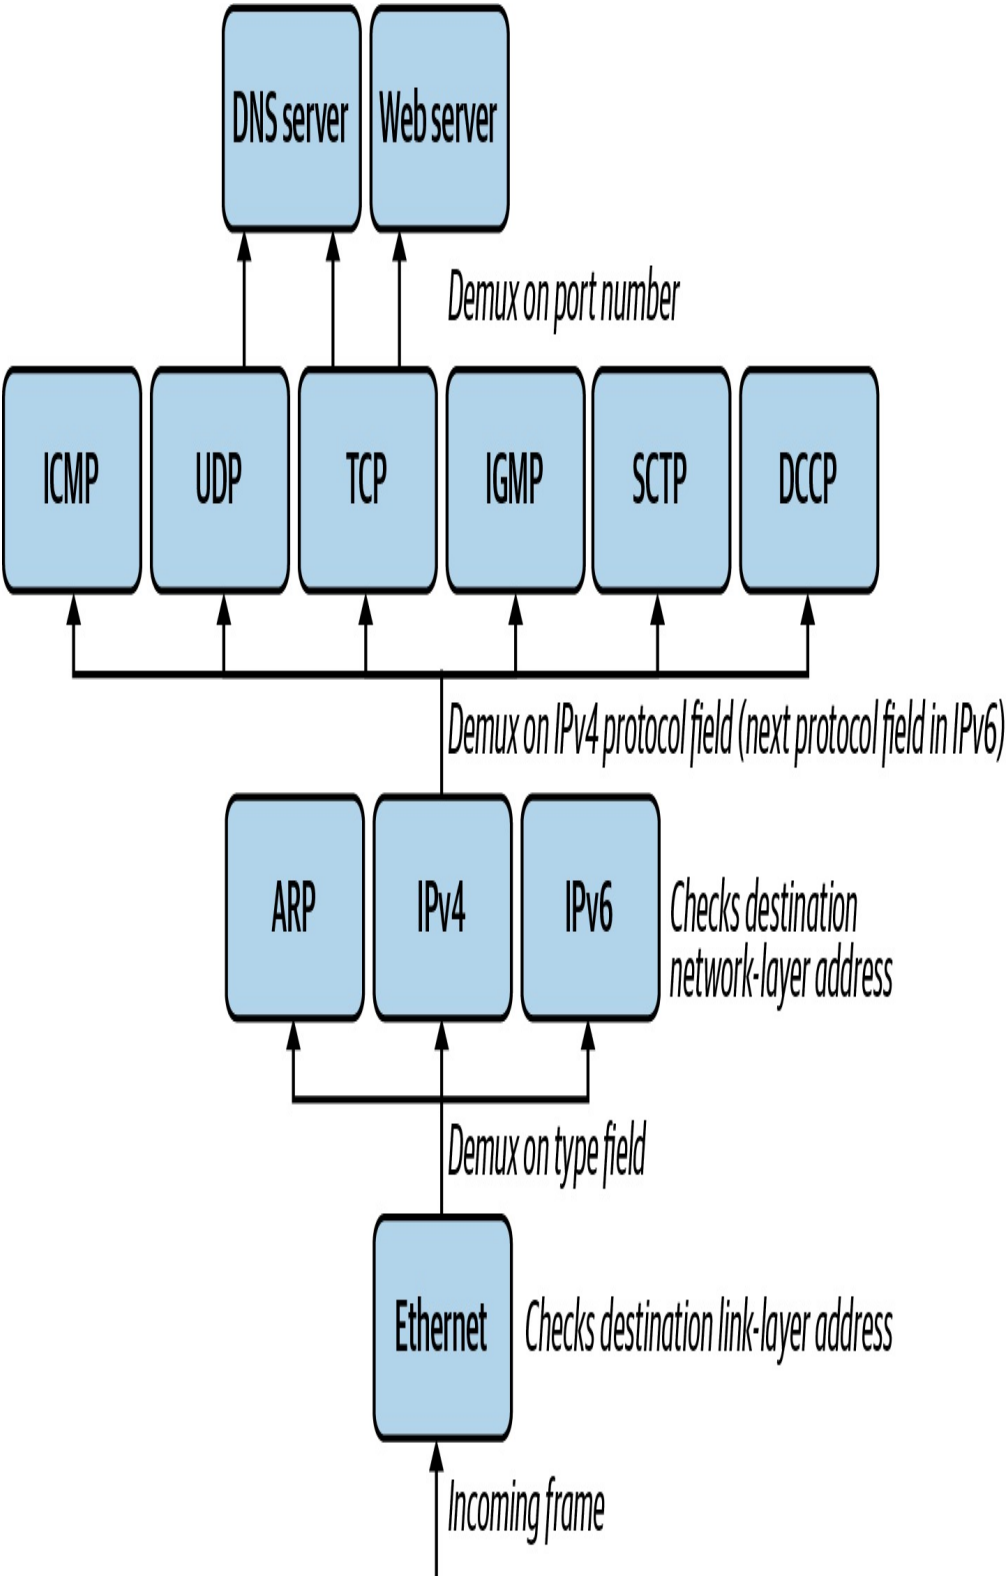 DNS server
Web server
Demux on port number
ICMP
UDP
TCP
IGMP
SCTP
DCCP
Demux on IPv4 protocol field (next protocol field in IPv6)
ARP
IPv4
IPv6
Checks destination
network-layer address
Demux on type field
Ethernet
Checks destination link-layer address
Incoming frame